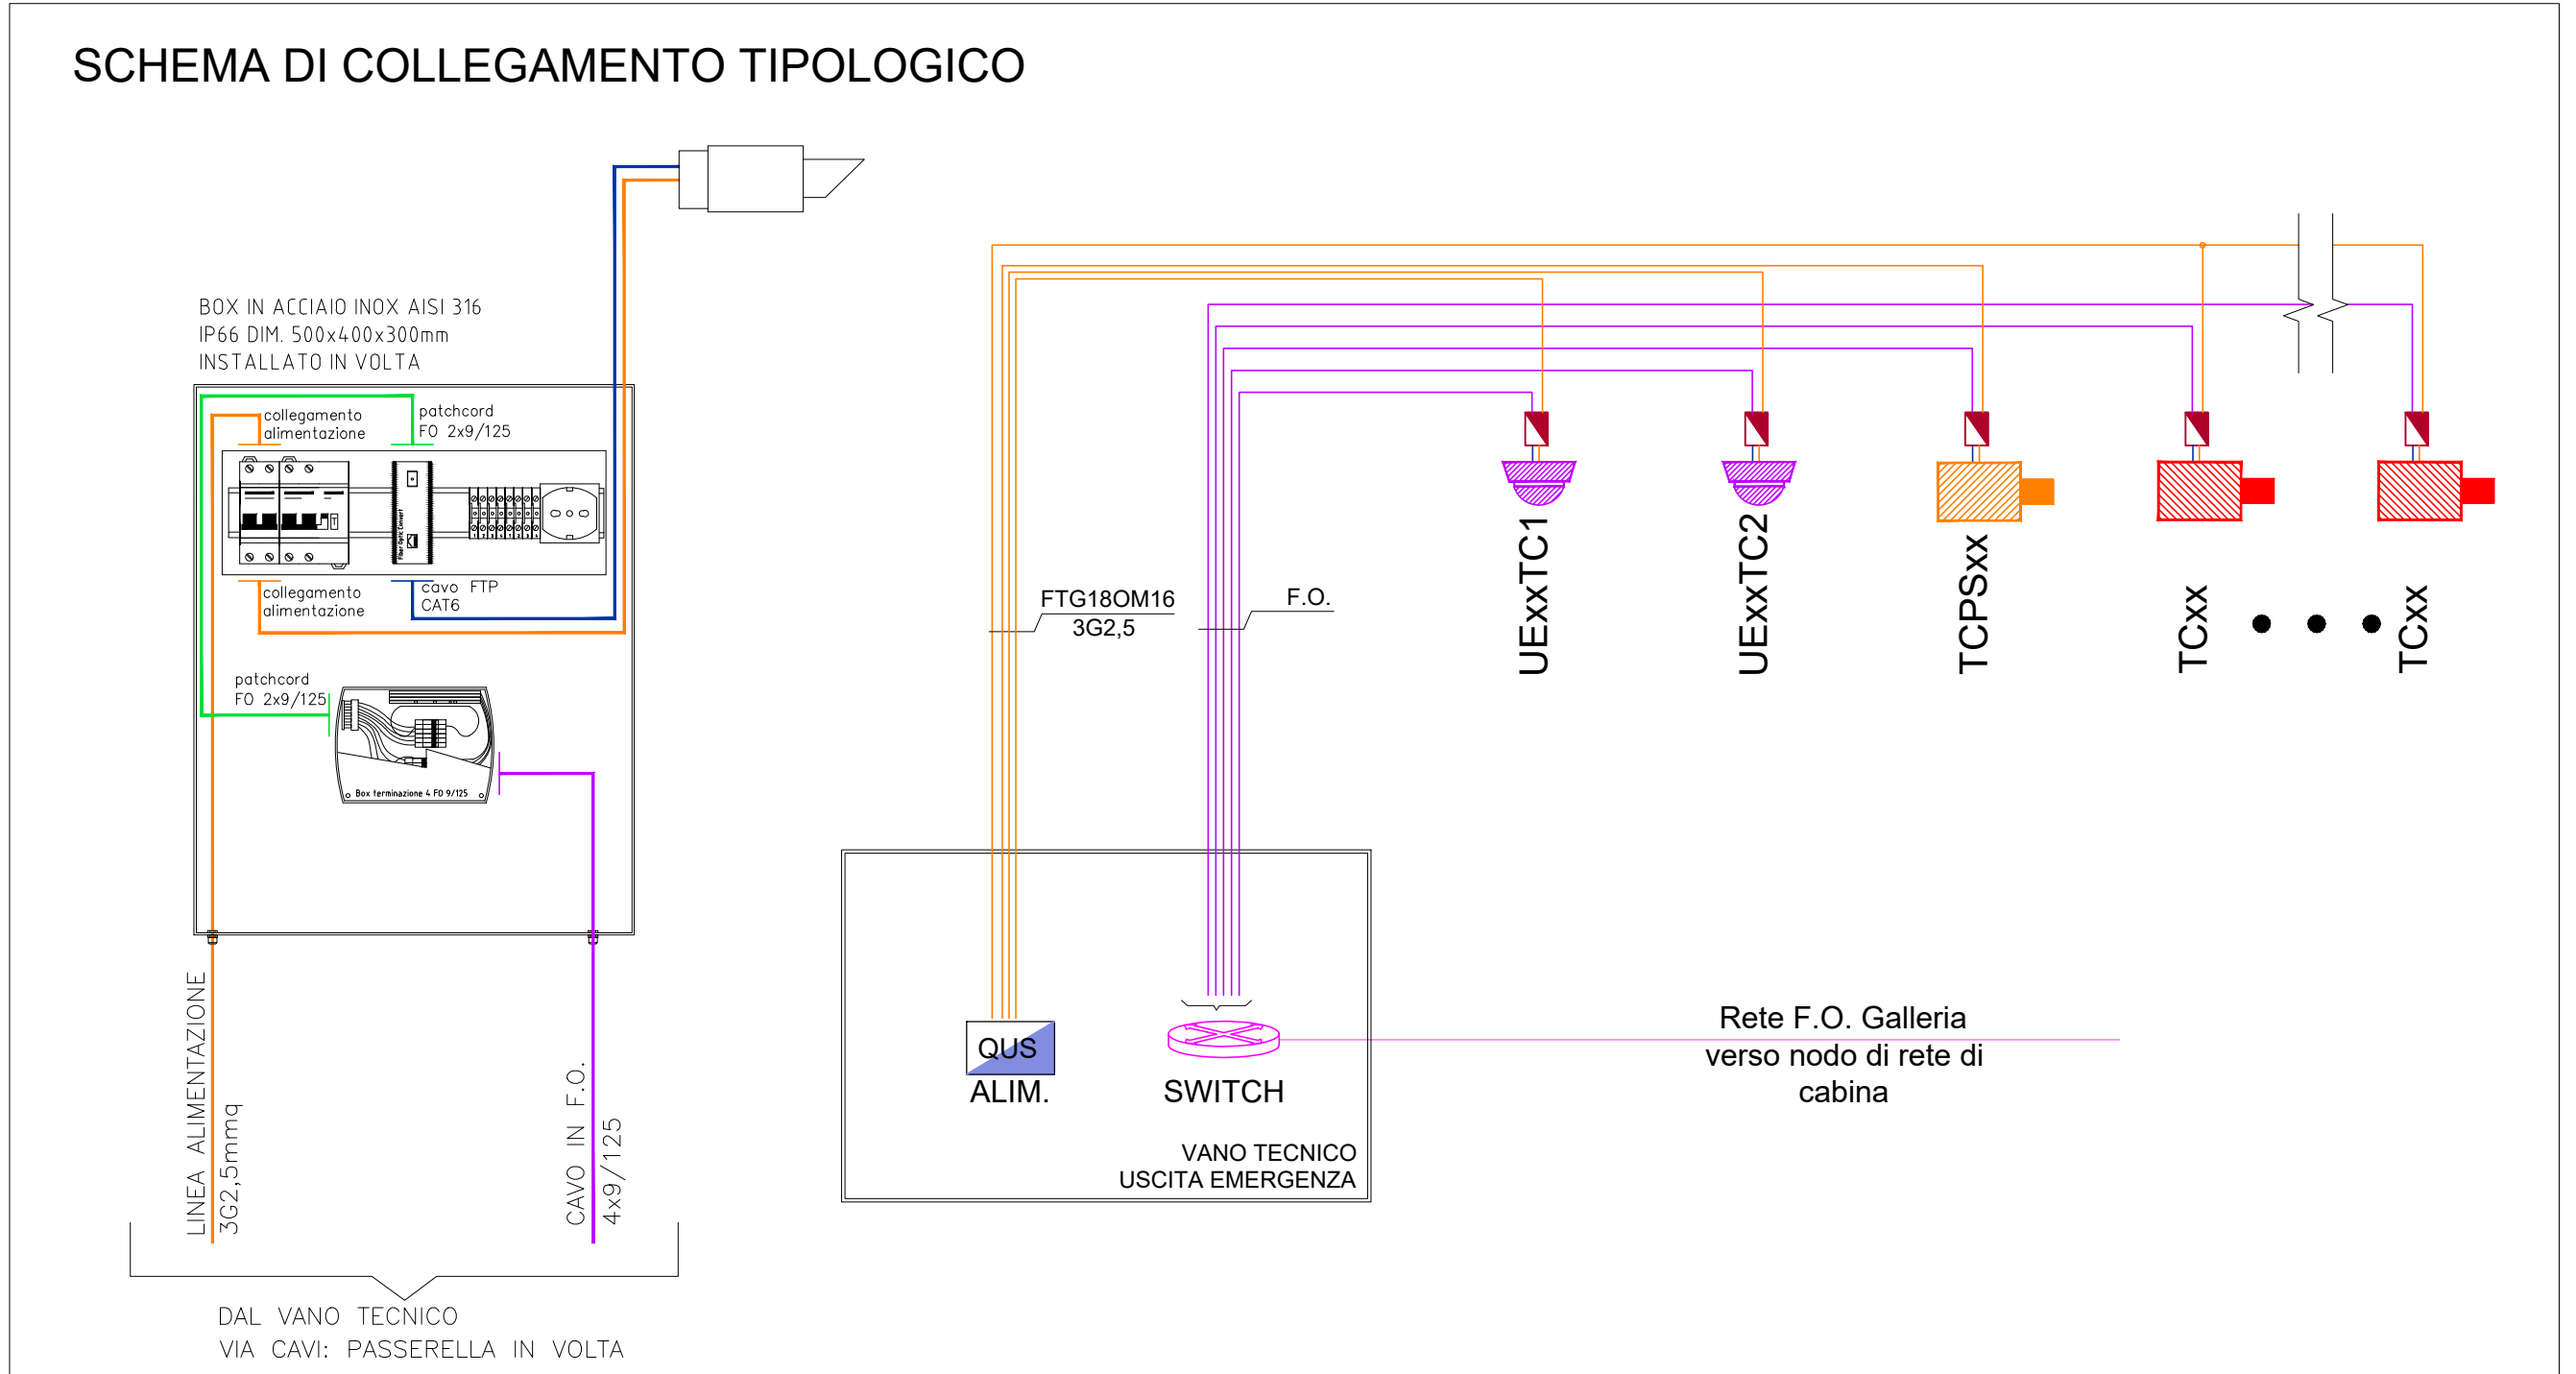 SCHEMA DI COLLEGAMENTO TIPOLOGICO
BOX IN ACCIAIO INOX AISI 316
IP66 DIM. 500x400x300mm
INSTALLATO IN VOLTA
collegamento
alimentazione
patchcord
FO 2x9/125
Fiber Optic Convert
collegamento
alimentazione
cavo FTP
CAT6
patchcord
FO 2x9/125
Box terminazione 4 FO 9/125
LINEA ALIMENTAZIONE
3G2,5mmq
CAVO IN F.O.
4x9/125
DAL VANO TECNICO
VIA CAVI: PASSERELLA IN VOLTA
FTG18OM16
3G2,5
F.O.
UExxTC1
UExxTC2
TCPSxx
TCxx
TCxx
QUS
ALIM.
SWITCH
VANO TECNICO
USCITA EMERGENZA
Rete F.O. Galleria
verso nodo di rete di
cabina